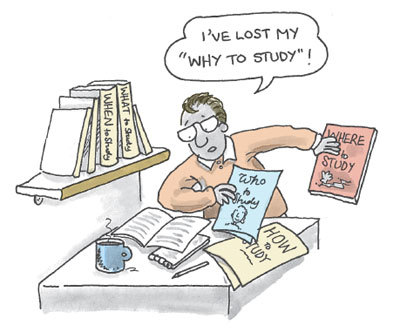 I'VE LOST MY
"WHY TO STUDY"!
WHEN to Study
WHAT to Study
WHERE
to
STUDY
Who
to
Study
HOW
to
STUDY